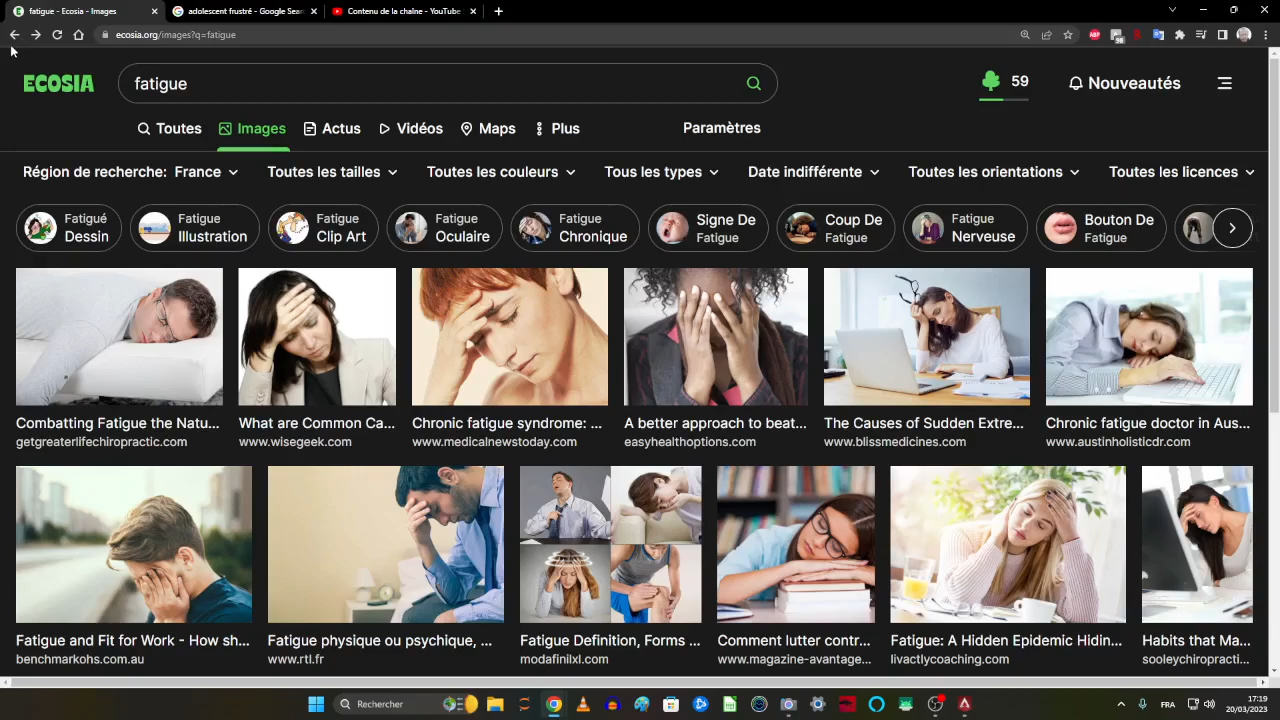 fatigue - Ecosia - Images
adolescent frustré - Google Sear
Contenu de la chaîne - YouTube
ecosia.org/images?q=fatigue
ECOSIA
fatigue
59
Nouveautés
Toutes
Images
Actus
Vidéos
Maps
Plus
Paramètres
Région de recherche: France
Toutes les tailles
Toutes les couleurs
Tous les types
Date indifférente
Toutes les orientations
Toutes les licences
Fatigué
Dessin
Fatigue
Illustration
Fatigue
Clip Art
Fatigue
Oculaire
Fatigue
Chronique
Signe De
Fatigue
Coup De
Fatigue
Fatigue
Nerveuse
Bouton De
Fatigue
Combatting Fatigue the Natu...
getgreaterlifechiropractic.com
What are Common Ca...
www.wisegeek.com
Chronic fatigue syndrome: ...
www.medicalnewstoday.com
A better approach to beat...
easyhealthoptions.com
The Causes of Sudden Extre...
www.blissmedicines.com
Chronic fatigue doctor in Aus...
www.austinholisticdr.com
Fatigue and Fit for Work - How sh...
benchmarkohs.com.au
Fatigue physique ou psychique, ...
www.rtl.fr
Fatigue Definition, Forms ...
modafinilxl.com
Comment lutter contr...
www.magazine-avantage...
Fatigue: A Hidden Epidemic Hidin...
livactlycoaching.com
Habits that Ma...
sooleychiropracti...
Rechercher
FRA
17:19
20/03/2023